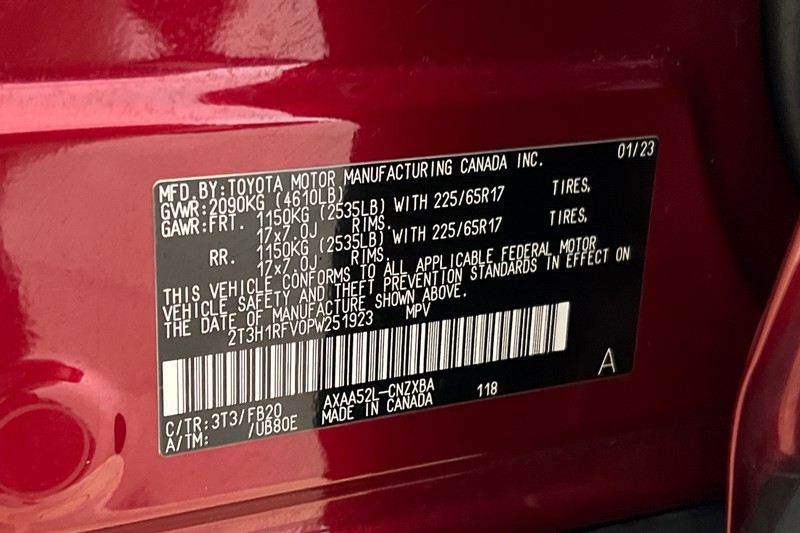 01/23
MFD. BY: TOYOTA MOTOR MANUFACTURING CANADA INC.
GVWR: 2090KG (4610LB)
GAWR: FRT. 1150KG (2535LB) WITH 225/65R17 TIRES,
17x7.0J RIMS.
RR. 1150KG (2535LB) WITH 225/65R17 TIRES,
17x7.0J RIMS.
THIS VEHICLE CONFORMS TO ALL APPLICABLE FEDERAL MOTOR
VEHICLE SAFETY AND THEFT PREVENTION STANDARDS IN EFFECT ON
THE DATE OF MANUFACTURE SHOWN ABOVE.
2T3H1RFV0PW251923 MPV
A
C/TR: 3T3/FB20 AXAA52L-CNZXBA 118
A/TM: /UB80E MADE IN CANADA